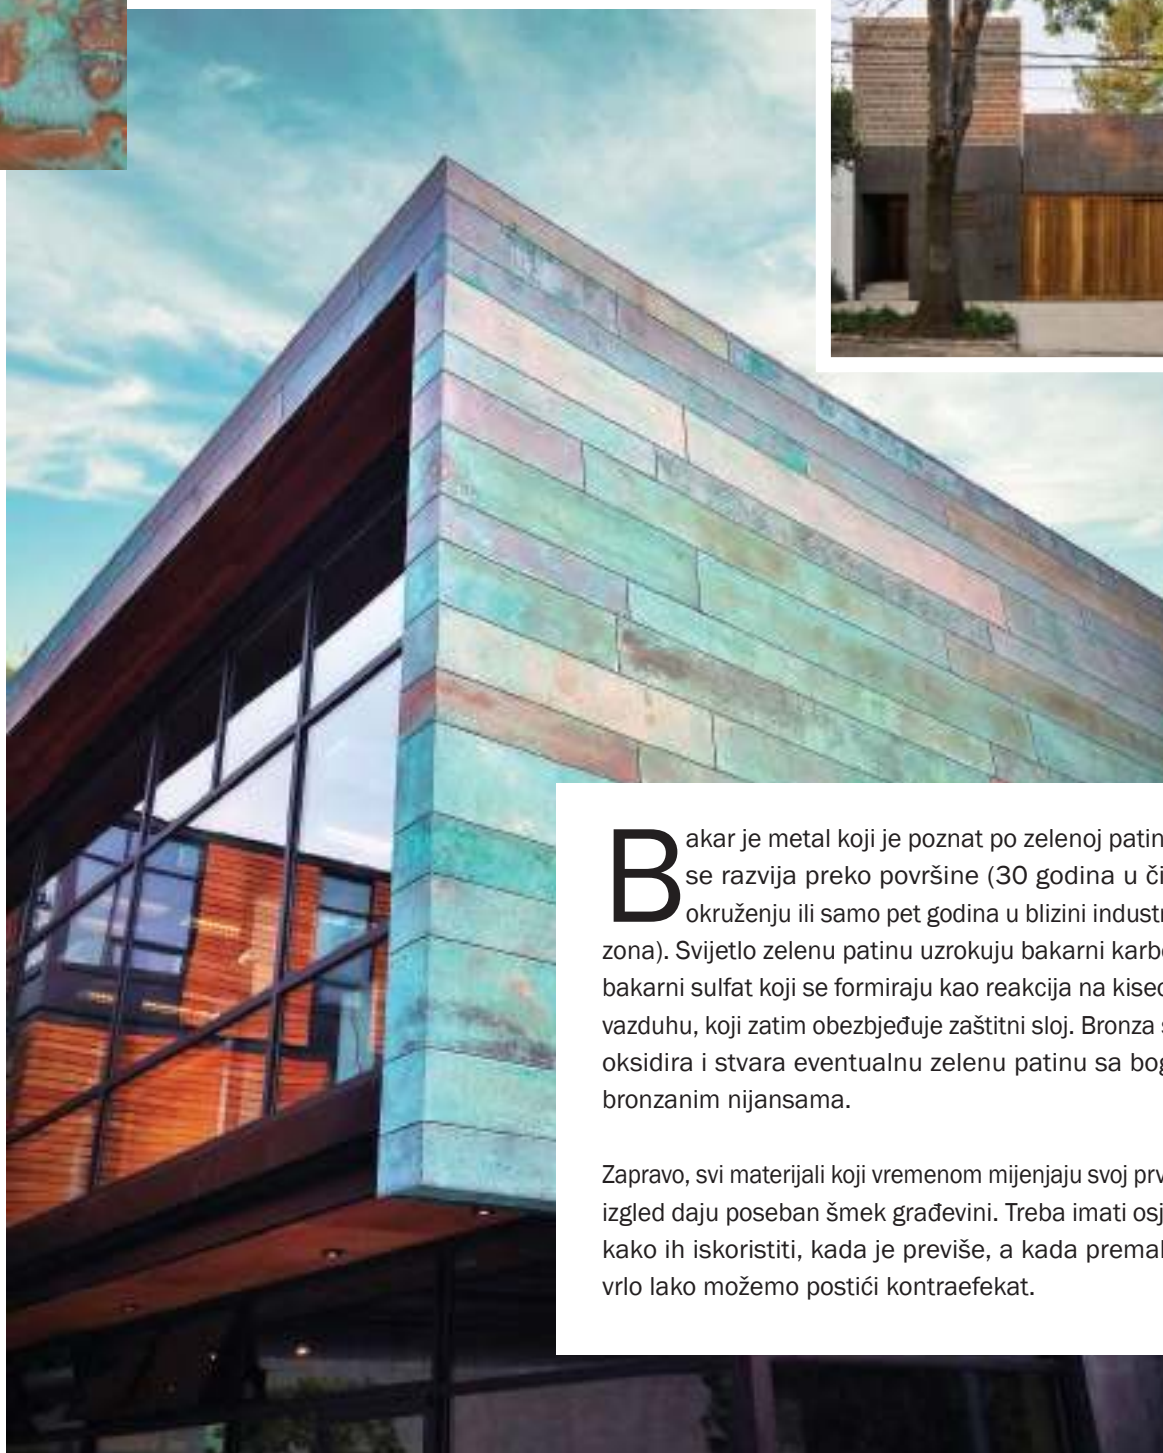 Bakar je metal koji je poznat po zelenoj patin
se razvija preko površine (30 godina u či
okruženju ili samo pet godina u blizini industr
zona). Svijetlo zelenu patinu uzrokuju bakarni karb
bakarni sulfat koji se formiraju kao reakcija na kiseo
vazduhu, koji zatim obezbjeđuje zaštitni sloj. Bronza
oksidira i stvara eventualnu zelenu patinu sa bog
bronzanim nijansama.
Zapravo, svi materijali koji vremenom mijenjaju svoj prv
izgled daju poseban šmek građevini. Treba imati osj
kako ih iskoristiti, kada je previše, a kada premal
vrlo lako možemo postići kontraefekat.